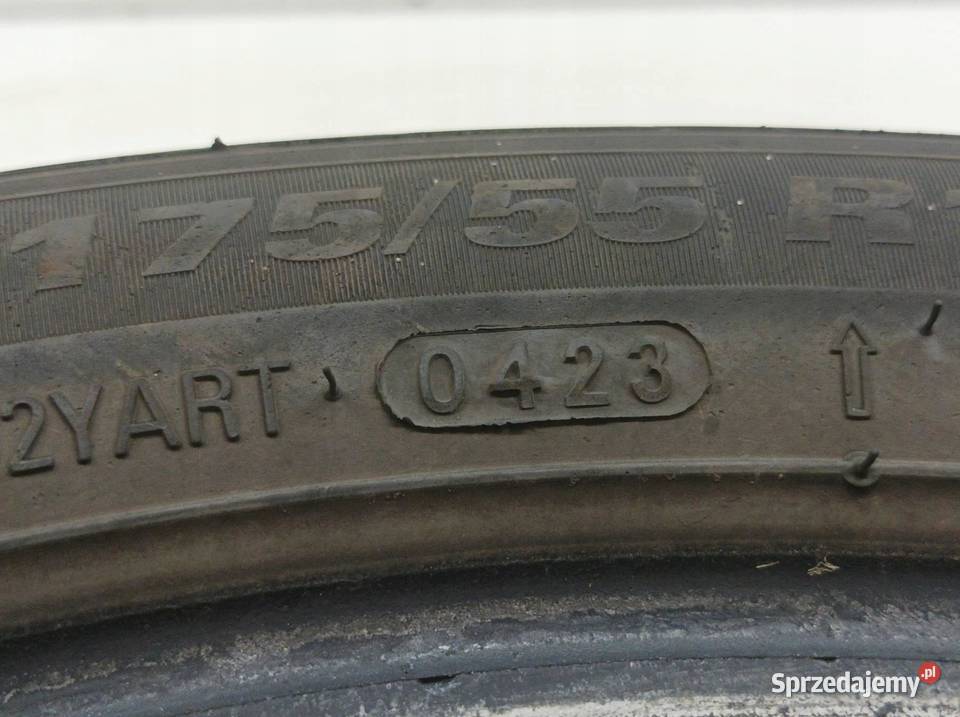 175/55 R
2YART 0423
Sprzedajemy.pl